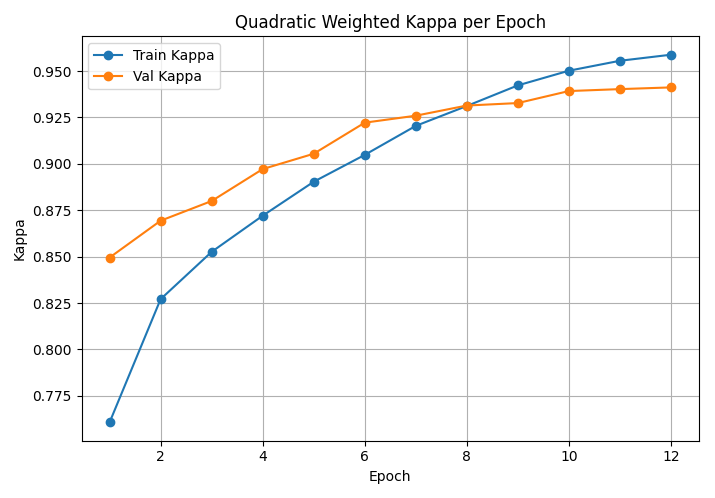 Quadratic Weighted Kappa per Epoch
Train Kappa
Val Kappa
0.950
0.925
0.900
0.875
0.850
0.825
0.800
0.775
Kappa
2 4 6 8 10 12
Epoch